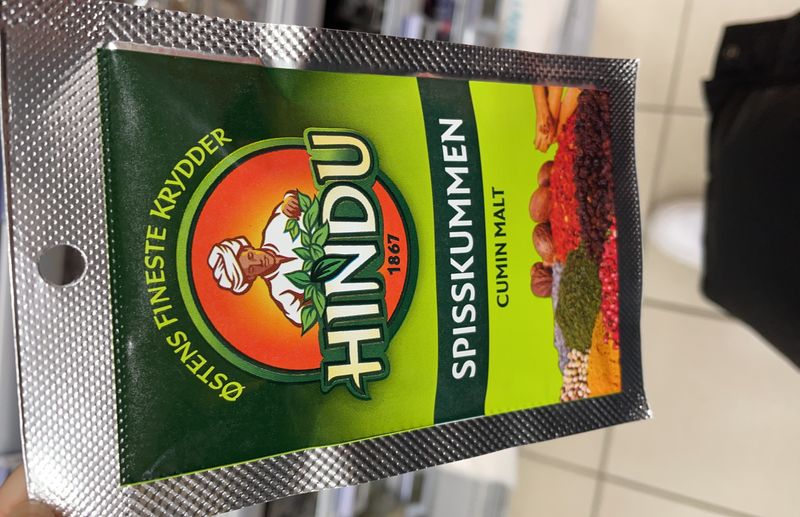 ØSTENS FINESTE KRYDDER
HINDU
1867
SPISSKUMMEN
CUMIN MALT